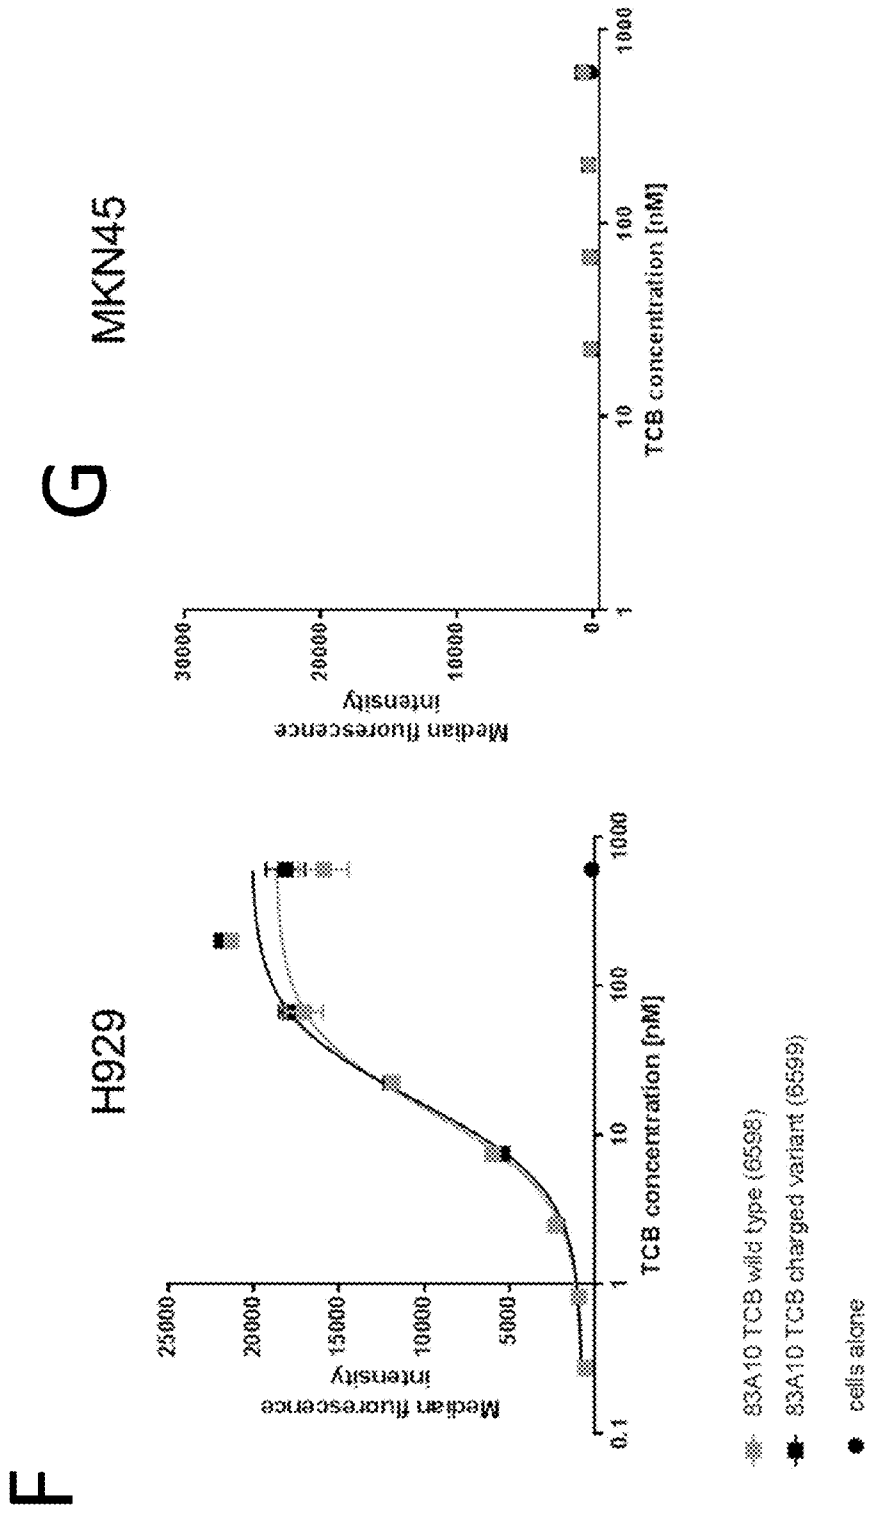 F
H929
25000
20000
15000
10000
5000
Median fluorescence
intensity
0.1
1
10
100
1000
TCB concentration [nM]
G
MKN45
30000
20000
10000
0
Median fluorescence
intensity
1
10
100
1000
TCB concentration [nM]
83A10 TCB wild type (6598)
83A10 TCB charged variant (6599)
cells alone